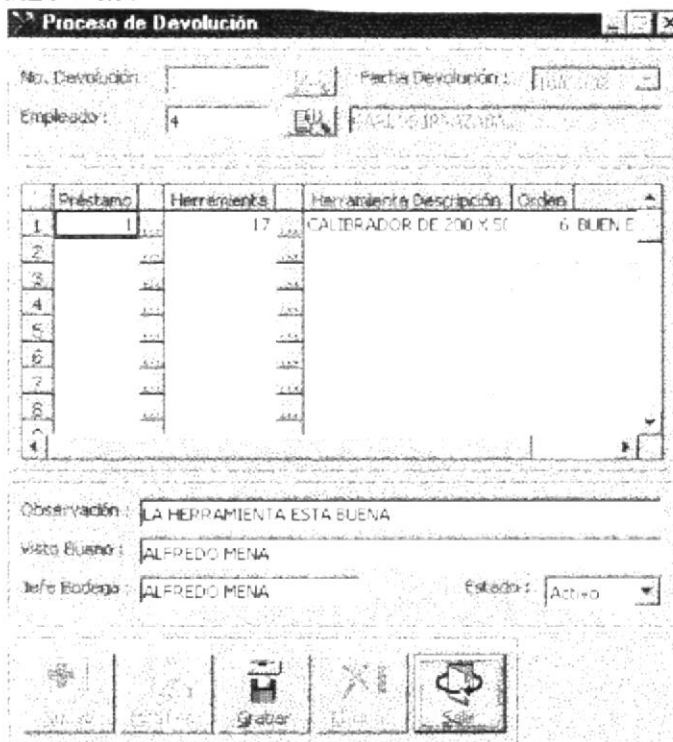 Proceso de Devolución
No. Devolución : Fecha Devolución :
Empleado : 4
Préstamo Herramienta Herramienta Descripción Orden
1 1 ... 17 ... CALIBRADOR DE 200 X 50 6 BUEN E
2 ... ...
3 ... ...
4 ... ...
5 ... ...
6 ... ...
7 ... ...
8 ... ...
Observación : LA HERRAMIENTA ESTA BUENA
Visto Bueno : ALFREDO MENA
Jefe Bodega : ALFREDO MENA Estado : Activo
Grabar Salir